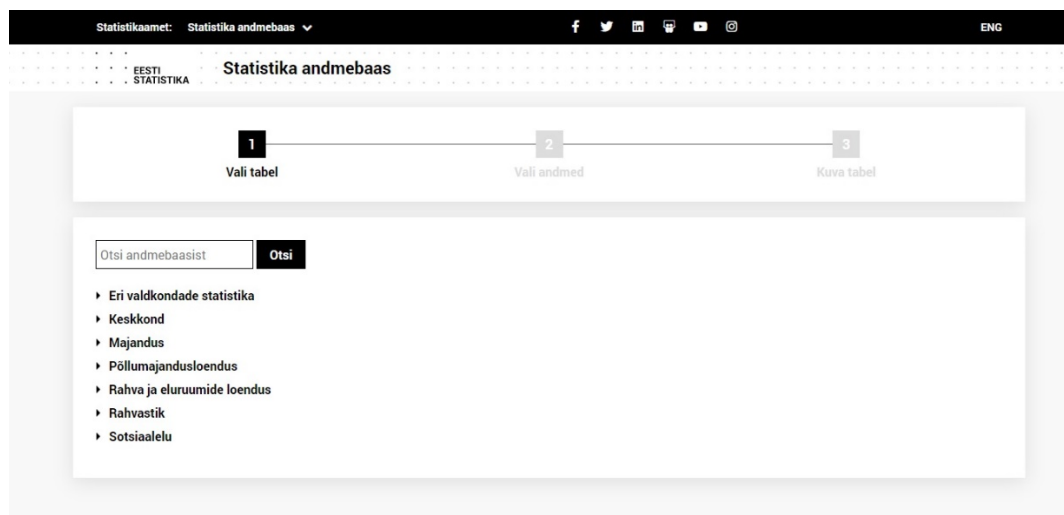 Statistikaamet: Statistika andmebaas ENG
EESTI
STATISTIKA
Statistika andmebaas
1 2 3
Vali tabel Vali andmed Kuva tabel
Otsi andmebaasist Otsi
Eri valdkondade statistika
Keskkond
Majandus
Põllumajandusloendus
Rahva ja eluruumide loendus
Rahvastik
Sotsiaalelu